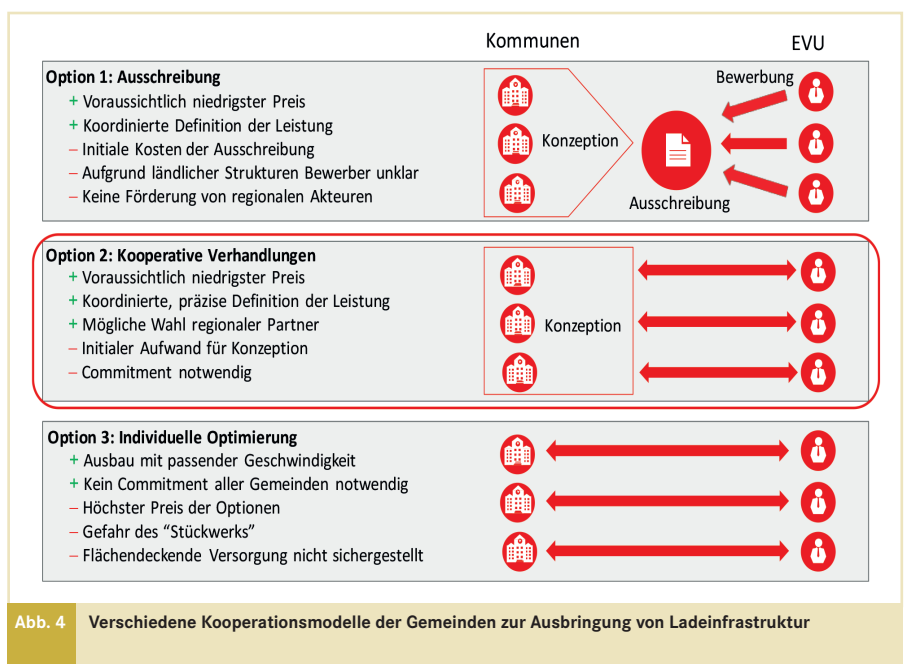 Kommunen EVU
Option 1: Ausschreibung
+ Voraussichtlich niedrigster Preis
+ Koordinierte Definition der Leistung
– Initiale Kosten der Ausschreibung
– Aufgrund ländlicher Strukturen Bewerber unklar
– Keine Förderung von regionalen Akteuren
Konzeption
Bewerbung
Ausschreibung
Option 2: Kooperative Verhandlungen
+ Voraussichtlich niedrigster Preis
+ Koordinierte, präzise Definition der Leistung
+ Mögliche Wahl regionaler Partner
– Initialer Aufwand für Konzeption
– Commitment notwendig
Konzeption
Option 3: Individuelle Optimierung
+ Ausbau mit passender Geschwindigkeit
+ Kein Commitment aller Gemeinden notwendig
– Höchster Preis der Optionen
– Gefahr des “Stückwerks”
– Flächendeckende Versorgung nicht sichergestellt
Abb. 4 Verschiedene Kooperationsmodelle der Gemeinden zur Ausbringung von Ladeinfrastruktur